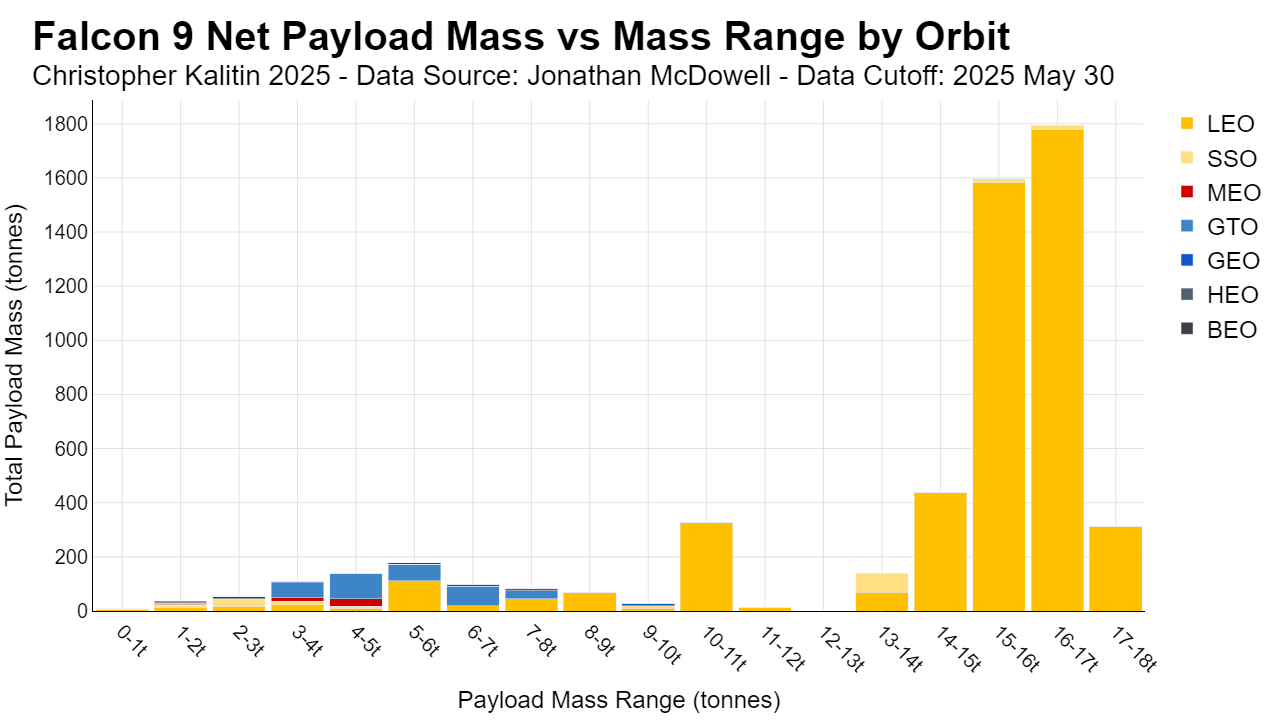 Falcon 9 Net Payload Mass vs Mass Range by Orbit
Christopher Kalitin 2025 - Data Source: Jonathan McDowell - Data Cutoff: 2025 May 30
Total Payload Mass (tonnes)
1800
1600
1400
1200
1000
800
600
400
200
0
0-1t
1-2t
2-3t
3-4t
4-5t
5-6t
6-7t
7-8t
8-9t
9-10t
10-11t
11-12t
12-13t
13-14t
14-15t
15-16t
16-17t
17-18t
Payload Mass Range (tonnes)
LEO
SSO
MEO
GTO
GEO
HEO
BEO